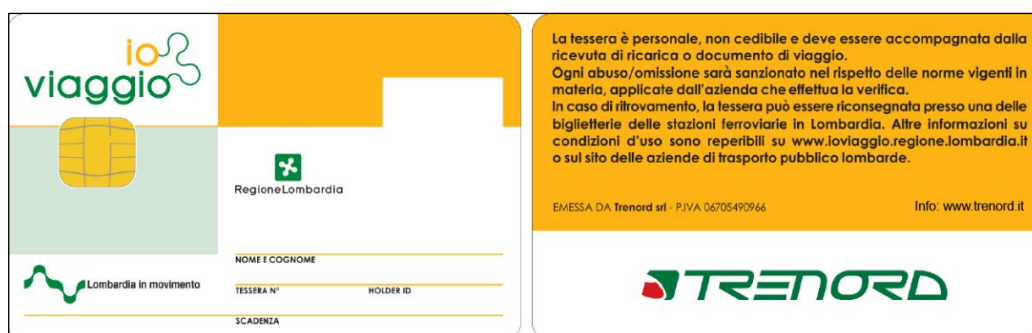 io
viaggio
RegioneLombardia
NOME E COGNOME
Lombardia in movimento
TESSERA N° HOLDER ID
SCADENZA
La tessera è personale, non cedibile e deve essere accompagnata dalla
ricevuta di ricarica o documento di viaggio.
Ogni abuso/omissione sarà sanzionato nel rispetto delle norme vigenti in
materia, applicate dall'azienda che effettua la verifica.
In caso di ritrovamento, la tessera può essere riconsegnata presso una delle
biglietterie delle stazioni ferroviarie in Lombardia. Altre informazioni su
condizioni d'uso sono reperibili su www.ioviaggio.regione.lombardia.it
o sul sito delle aziende di trasporto pubblico lombarde.
EMESSA DA Trenord srl - P.IVA 06705490966 Info: www.trenord.it
TRENORD